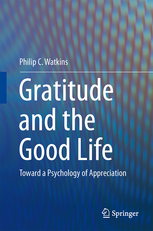 Philip C. Watkins
Gratitude
and the
Good Life
Toward a Psychology of Appreciation
Springer